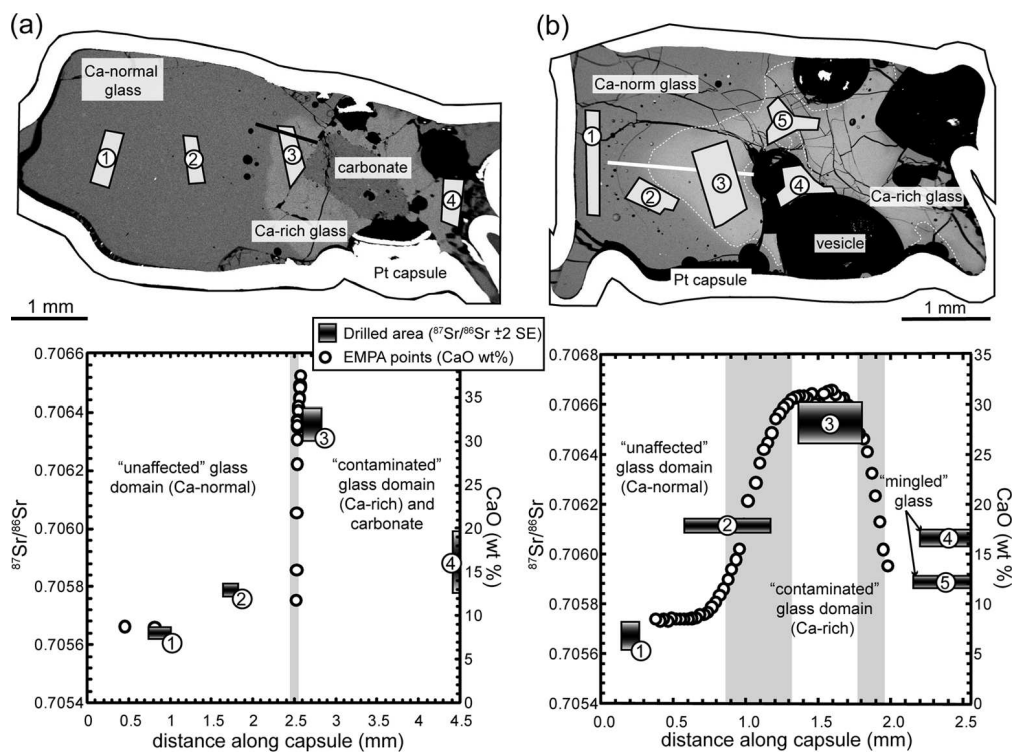 (a)
Ca-normal
glass
1
2
3
carbonate
4
Ca-rich glass
Pt capsule
1 mm
(b)
Ca-norm glass
1
5
3
4
2
Ca-rich glass
vesicle
Pt capsule
1 mm
Drilled area (⁸⁷Sr/⁸⁶Sr ±2 SE)
EMPA points (CaO wt%)
0.7066
0.7064
0.7062
0.7060
0.7058
0.7056
0.7054
⁸⁷Sr/⁸⁶Sr
"unaffected" glass
domain (Ca-normal)
"contaminated"
glass domain
(Ca-rich) and
carbonate
1
2
3
4
35
30
25
20
15
10
5
0
CaO (wt %)
0
0.5
1.0
1.5
2.0
2.5
3.0
3.5
4.0
4.5
distance along capsule (mm)
0.7068
0.7066
0.7064
0.7062
0.7060
0.7058
0.7056
0.7054
⁸⁷Sr/⁸⁶Sr
"unaffected"
glass domain
(Ca-normal)
"mingled"
glass
"contaminated"
glass domain
(Ca-rich)
1
2
3
4
5
35
30
25
20
15
10
5
0
CaO (wt %)
0.0
0.5
1.0
1.5
2.0
2.5
distance along capsule (mm)